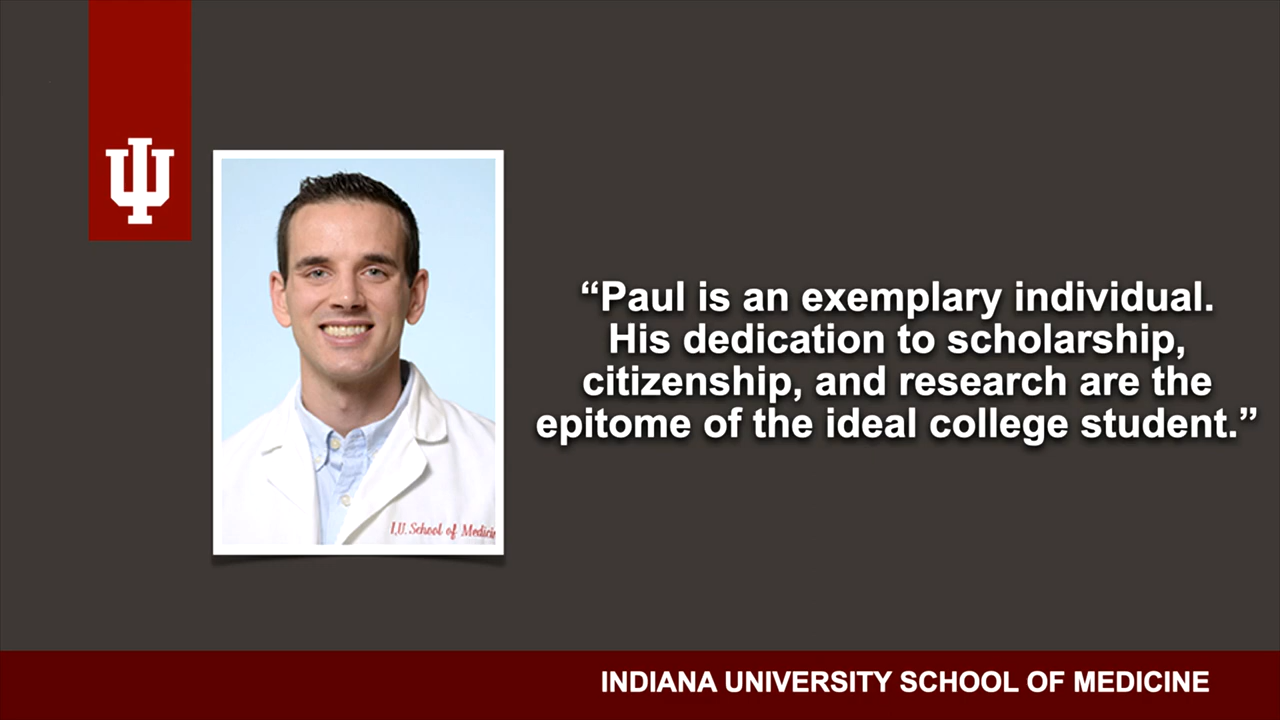 “Paul is an exemplary individual.
His dedication to scholarship,
citizenship, and research are the
epitome of the ideal college student.”
I.U. School of
INDIANA UNIVERSITY SCHOOL OF MEDICINE